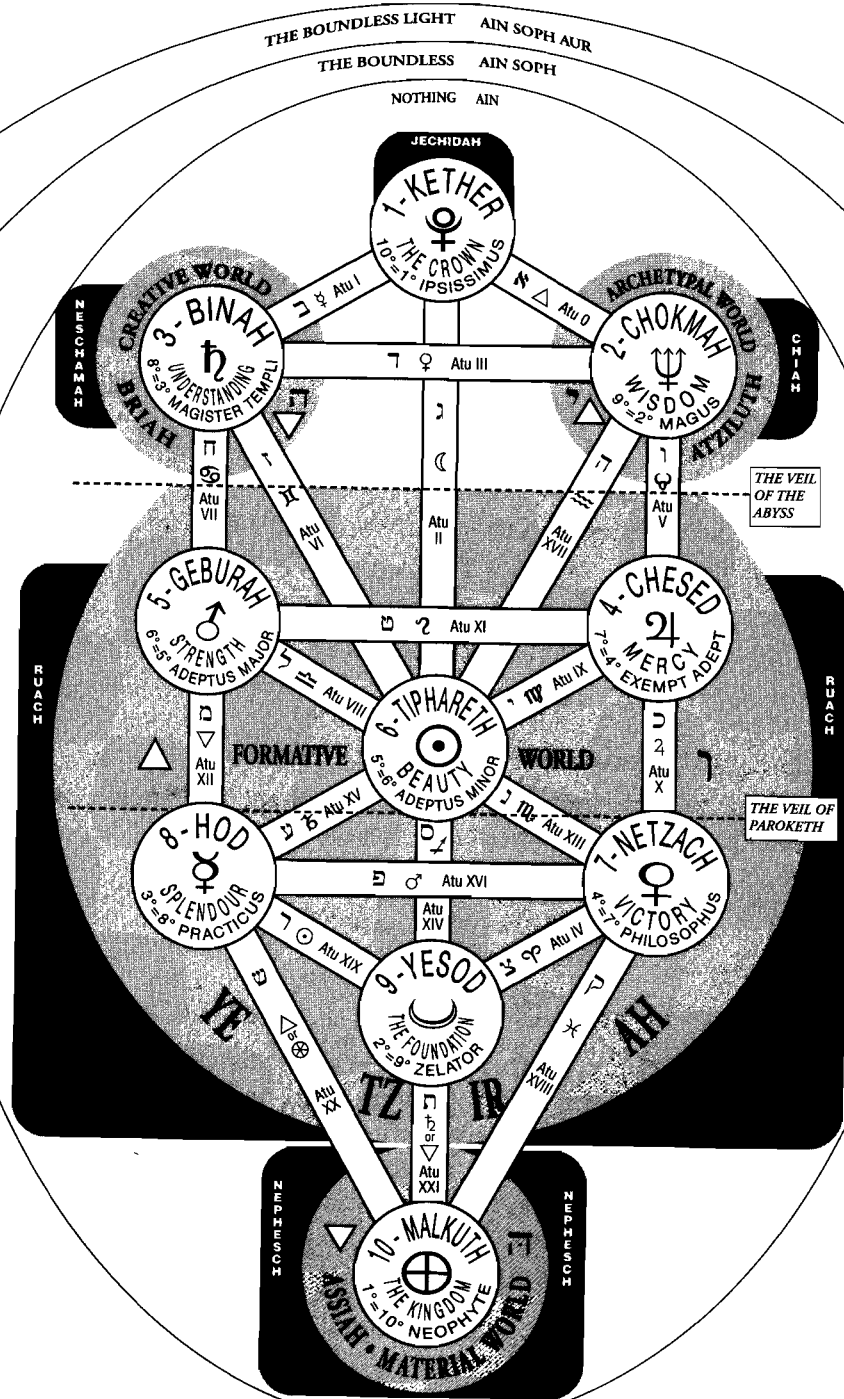 THE BOUNDLESS LIGHT AIN SOPH AUR
THE BOUNDLESS AIN SOPH
NOTHING AIN
JECHIDAH
1-KETHER
THE CROWN
10°=1° IPSISSIMUS
CREATIVE WORLD
BRIAH
NESCHAMAH
3-BINAH
♄
UNDERSTANDING
8°=3° MAGISTER TEMPLI
ב ☿ Atu I
א △ Atu 0
ARCHETYPAL WORLD
ATZILUTH
CHIAH
2-CHOKMAH
♆
WISDOM
9°=2° MAGUS
ד ♀ Atu III
ה ▽
י △
ג ☾ Atu II
ח ♋ Atu VII
ז ♊ Atu VI
ה ♒ Atu XVII
ו ♉ Atu V
THE VEIL
OF THE
ABYSS
5-GEBURAH
♂
STRENGTH
6°=5° ADEPTUS MAJOR
4-CHESED
♃
MERCY
7°=4° EXEMPT ADEPT
ט ♌ Atu XI
RUACH
RUACH
ל ♎ Atu VIII
י ♍ Atu IX
6-TIPHARETH
☉
BEAUTY
5°=6° ADEPTUS MINOR
מ ▽ Atu XII
כ ♃ Atu X
△ FORMATIVE WORLD ו
THE VEIL OF
PAROKETH
ע ♑ Atu XV
נ ♏ Atu XIII
ס ♐ Atu XIV
8-HOD
☿
SPLENDOUR
3°=8° PRACTICUS
7-NETZACH
♀
VICTORY
4°=7° PHILOSOPHUS
פ ♂ Atu XVI
ר ☉ Atu XIX
צ ♈ Atu IV
9-YESOD
THE FOUNDATION
2°=9° ZELATOR
△ or ⊛ Atu XX
ק ♓ Atu XVIII
YE TZ IR AH
ת ♄ or ▽ Atu XXI
NEPHESCH
NEPHESCH
10-MALKUTH
⊕
THE KINGDOM
1°=10° NEOPHYTE
▽ ה
ASSIAH • MATERIAL WORLD